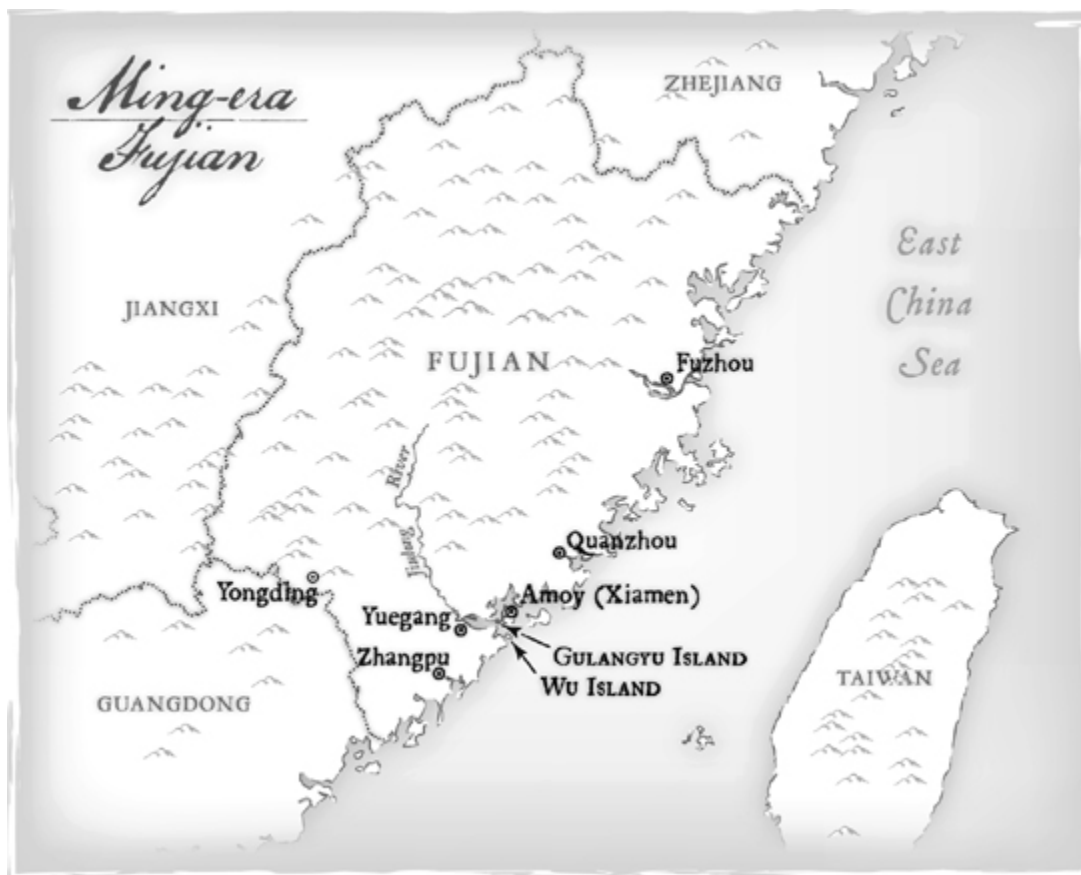 Ming-era
Fujian
ZHEJIANG
East
China
Sea
JIANGXI
FUJIAN
Fuzhou
River
Jiulong
Quanzhou
Yongding
Amoy (Xiamen)
Yuegang
Gulangyu Island
Zhangpu
Wu Island
TAIWAN
GUANGDONG